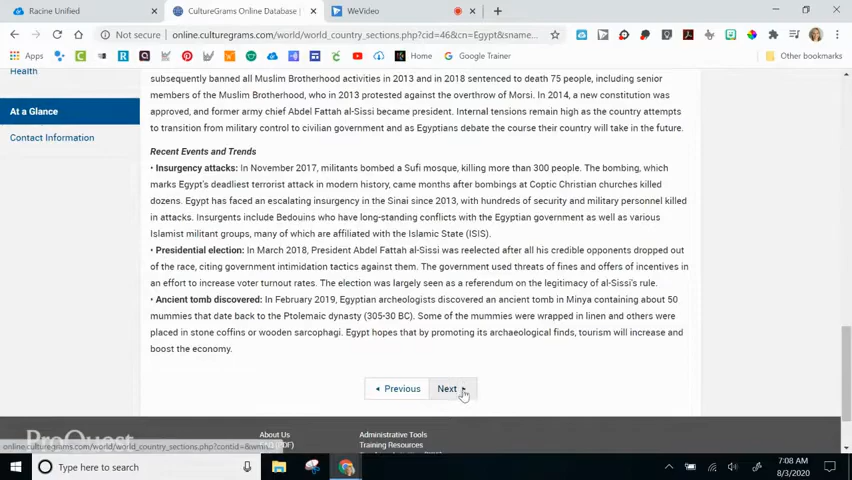 Racine Unified
CultureGrams Online Database |
WeVideo
Not secure | online.culturegrams.com/world/world_country_sections.php?cid=46&cn=Egypt&sname...
Apps
Home
Google Trainer
Other bookmarks
Health
At a Glance
Contact Information
subsequently banned all Muslim Brotherhood activities in 2013 and in 2018 sentenced to death 75 people, including senior
members of the Muslim Brotherhood, who in 2013 protested against the overthrow of Morsi. In 2014, a new constitution was
approved, and former army chief Abdel Fattah al-Sissi became president. Internal tensions remain high as the country attempts
to transition from military control to civilian government and as Egyptians debate the course their country will take in the future.
Recent Events and Trends
• Insurgency attacks: In November 2017, militants bombed a Sufi mosque, killing more than 300 people. The bombing, which
marks Egypt's deadliest terrorist attack in modern history, came months after bombings at Coptic Christian churches killed
dozens. Egypt has faced an escalating insurgency in the Sinai since 2013, with hundreds of security and military personnel killed
in attacks. Insurgents include Bedouins who have long-standing conflicts with the Egyptian government as well as various
Islamist militant groups, many of which are affiliated with the Islamic State (ISIS).
• Presidential election: In March 2018, President Abdel Fattah al-Sissi was reelected after all his credible opponents dropped out
of the race, citing government intimidation tactics against them. The government used threats of fines and offers of incentives in
an effort to increase voter turnout rates. The election was largely seen as a referendum on the legitimacy of al-Sissi's rule.
• Ancient tomb discovered: In February 2019, Egyptian archeologists discovered an ancient tomb in Minya containing about 50
mummies that date back to the Ptolemaic dynasty (305-30 BC). Some of the mummies were wrapped in linen and others were
placed in stone coffins or wooden sarcophagi. Egypt hopes that by promoting its archaeological finds, tourism will increase and
boost the economy.
Previous
Next
ProQuest
About Us
(PDF)
Administrative Tools
Training Resources
online.culturegrams.com/world/world_country_sections.php?contid=&wmn
Type here to search
7:08 AM
8/3/2020